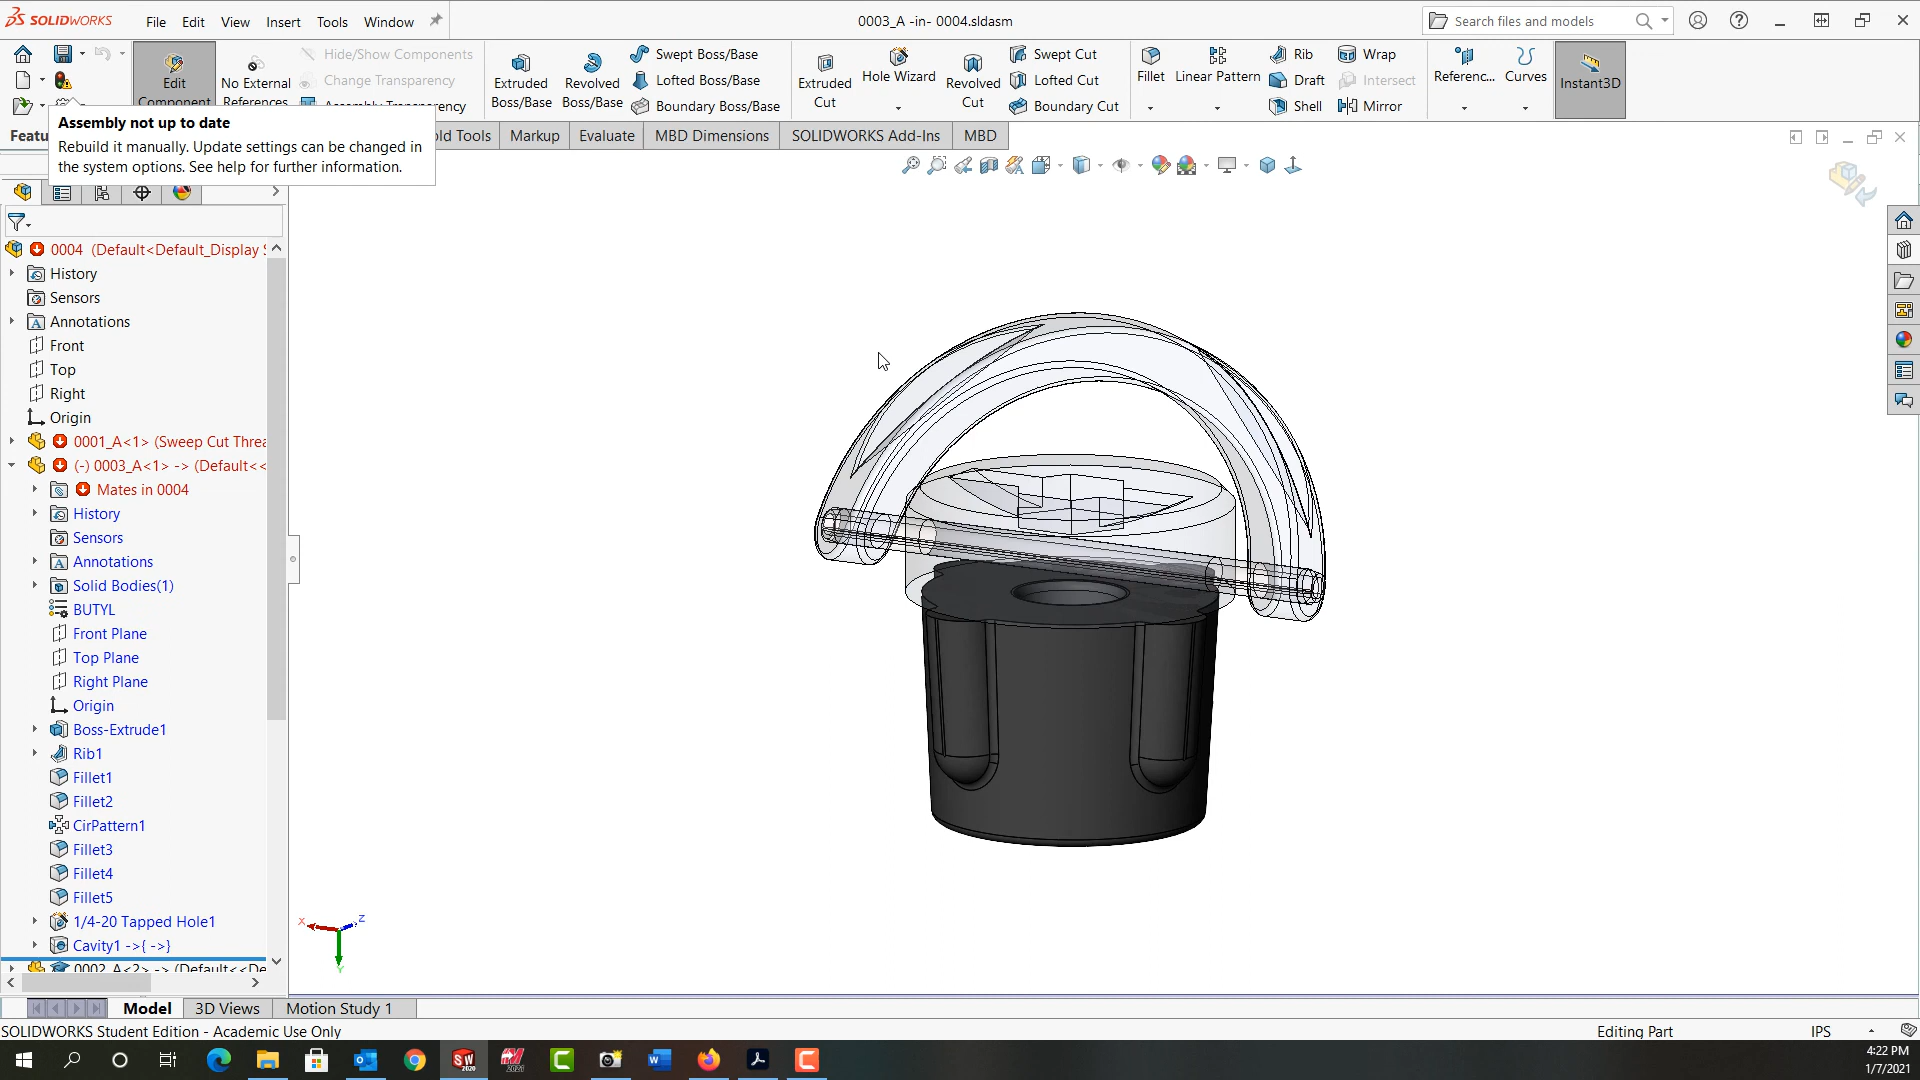 SOLIDWORKS File Edit View Insert Tools Window 0003_A -in- 0004.sldasm Search files and models
Edit Component
No External References
Hide/Show Components
Change Transparency
Assembly Transparency
Extruded Boss/Base
Revolved Boss/Base
Swept Boss/Base
Lofted Boss/Base
Boundary Boss/Base
Extruded Cut
Hole Wizard
Revolved Cut
Swept Cut
Lofted Cut
Boundary Cut
Fillet
Linear Pattern
Rib
Draft
Shell
Wrap
Intersect
Mirror
Referenc...
Curves
Instant3D
Assembly not up to date
Rebuild it manually. Update settings can be changed in
the system options. See help for further information.
Featu
old Tools Markup Evaluate MBD Dimensions SOLIDWORKS Add-Ins MBD
0004 (Default<Default_Display S
History
Sensors
Annotations
Front
Top
Right
Origin
0001_A<1> (Sweep Cut Threa
(-) 0003_A<1> -> (Default<<
Mates in 0004
History
Sensors
Annotations
Solid Bodies(1)
BUTYL
Front Plane
Top Plane
Right Plane
Origin
Boss-Extrude1
Rib1
Fillet1
Fillet2
CirPattern1
Fillet3
Fillet4
Fillet5
1/4-20 Tapped Hole1
Cavity1 ->{ ->}
0002_A<2> -> (Default<<De
X Z
Y
Model 3D Views Motion Study 1
SOLIDWORKS Student Edition - Academic Use Only Editing Part IPS
4:22 PM
1/7/2021